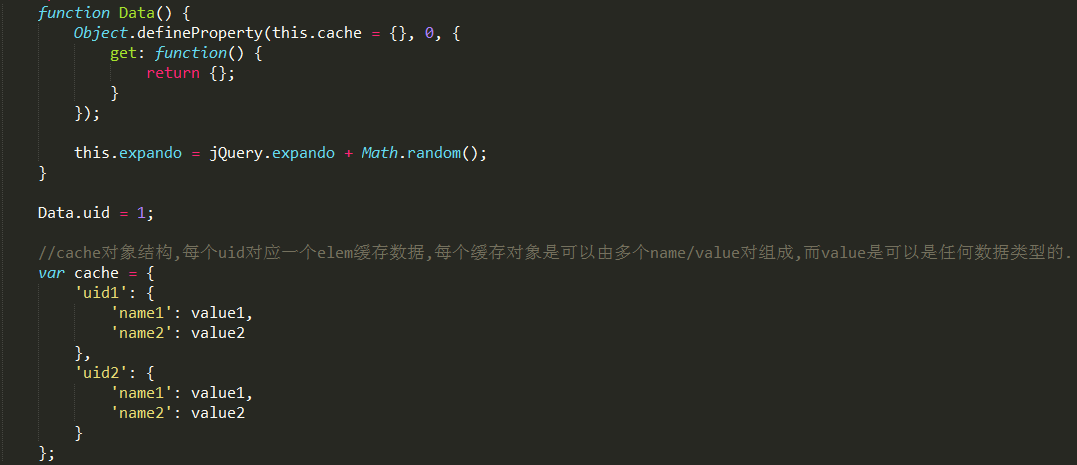 function Data() {
    Object.defineProperty(this.cache = {}, 0, {
        get: function() {
            return {};
        }
    });
    this.expando = jQuery.expando + Math.random();
}
Data.uid = 1;
//cache对象结构,每个uid对应一个elem缓存数据,每个缓存对象是可以由多个name/value对组成,而value是可以是任何数据类型的.
var cache = {
    'uid1': {
        'name1': value1,
        'name2': value2
    },
    'uid2': {
        'name1': value1,
        'name2': value2
    }
};